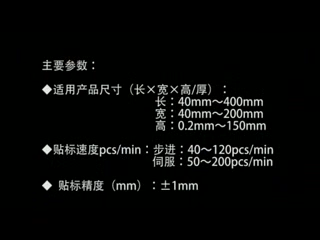 主要参数：
◆适用产品尺寸（长×宽×高/厚）：
长：40mm～400mm
宽：40mm～200mm
高：0.2mm～150mm
◆贴标速度pcs/min：步进：40～120pcs/min
伺服：50～200pcs/min
◆ 贴标精度（mm）：±1mm